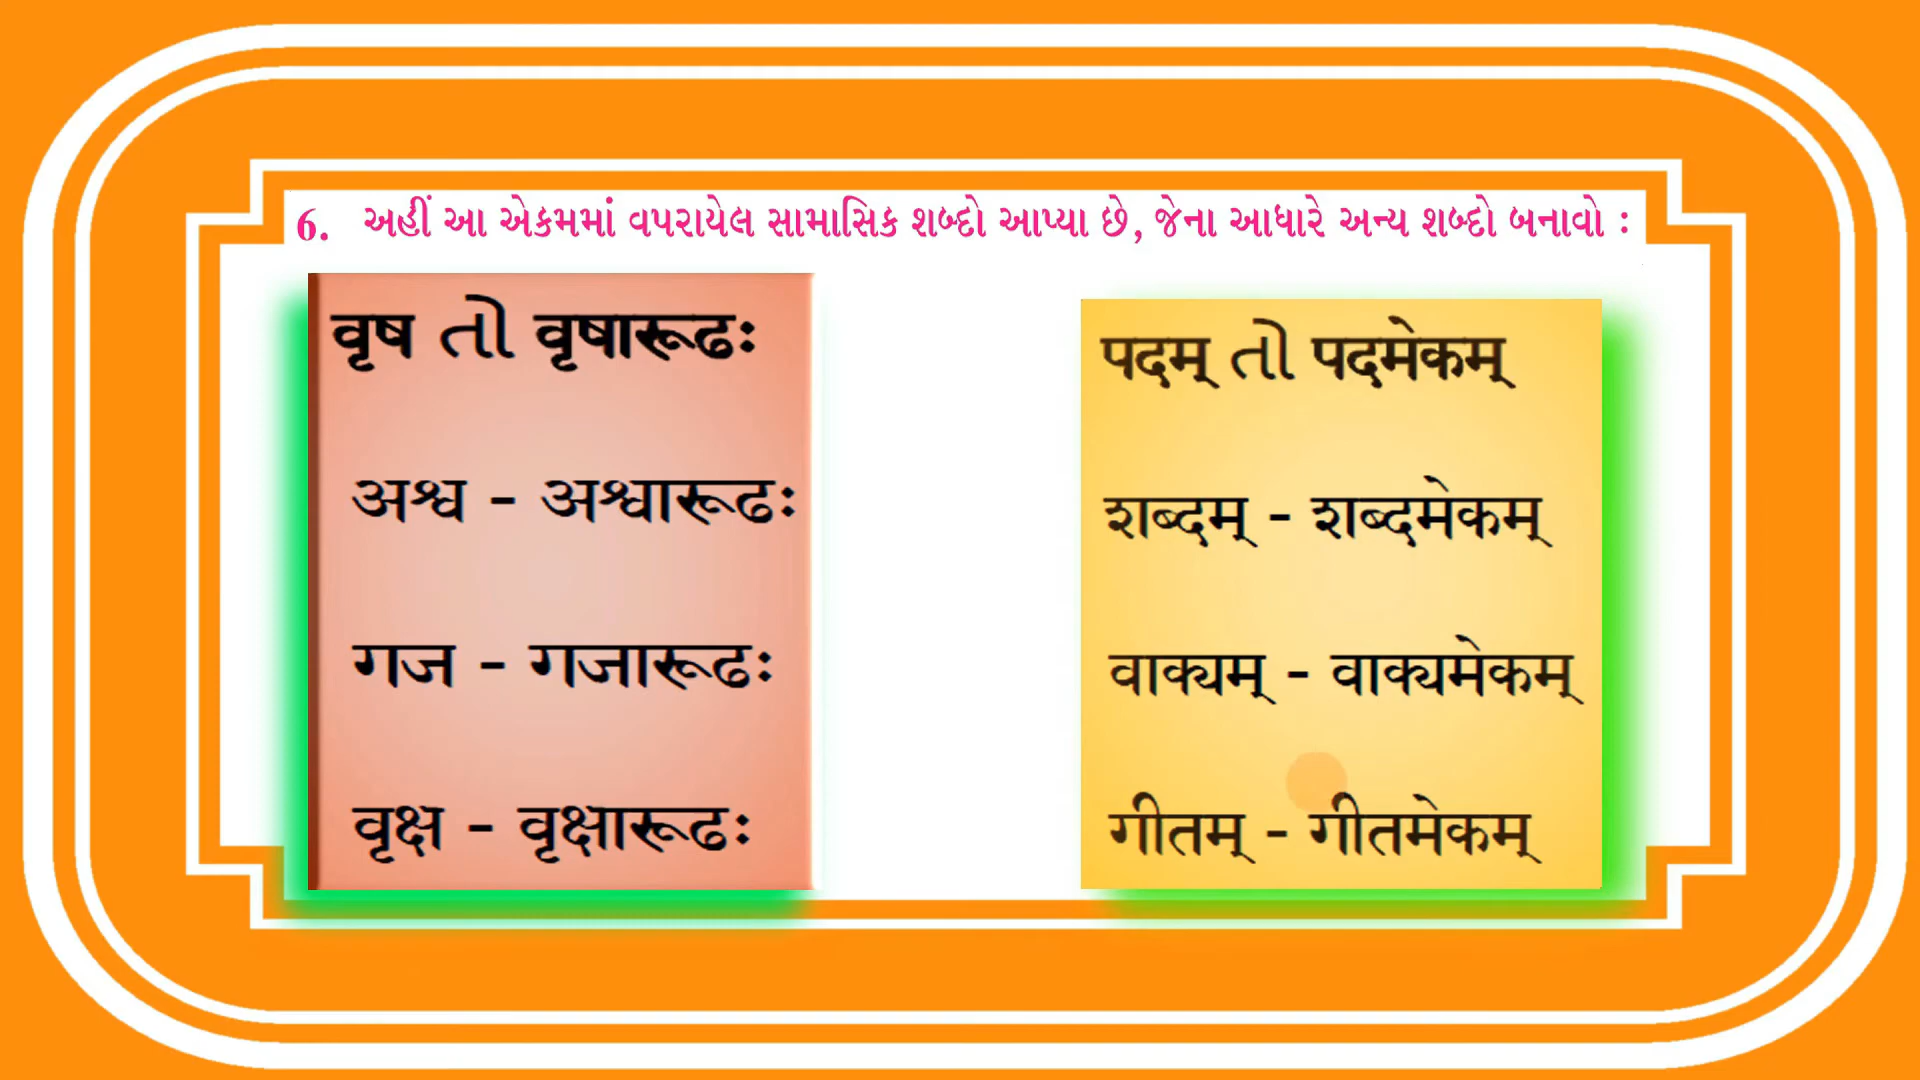 6. અહીં આ એકમમાં વપરાયેલ સામાસિક શબ્દો આપ્યા છે, જેના આધારે અન્ય શબ્દો બનાવો :
वृष તો वृषारूढः
अश्व - अश्वारूढः
गज - गजारूढः
वृक्ष - वृक्षारूढः
पदम् તો पदमेकम्
शब्दम् - शब्दमेकम्
वाक्यम् - वाक्यमेकम्
गीतम् - गीतमेकम्